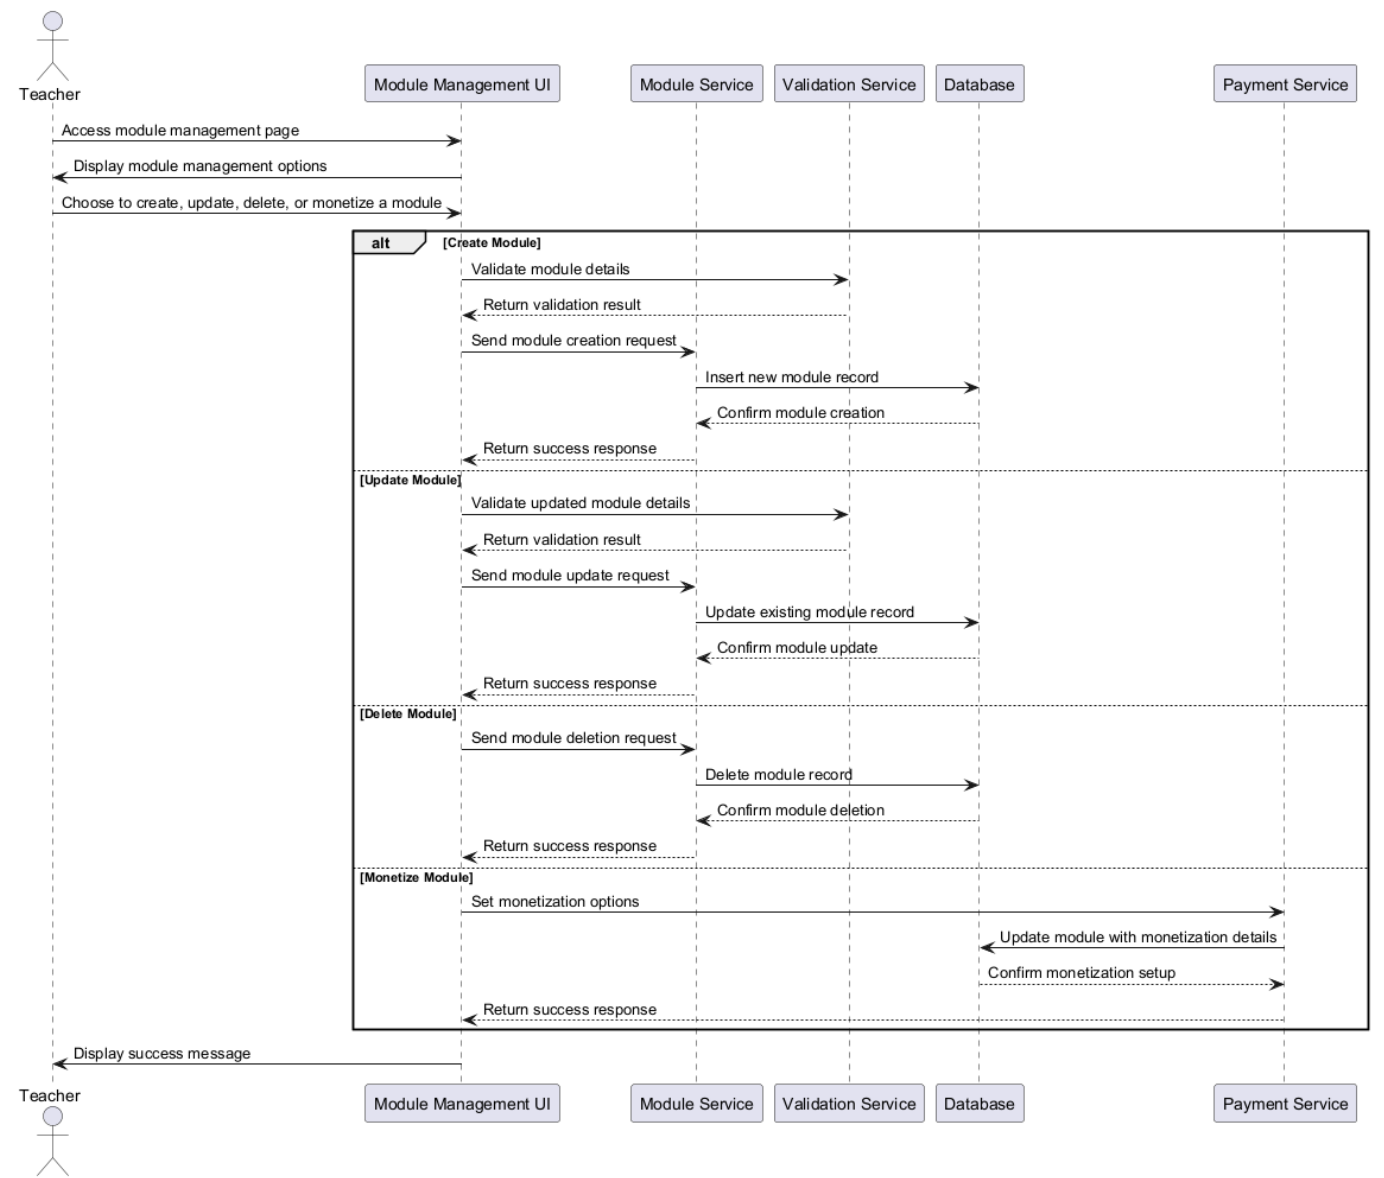 Teacher
Module Management UI
Module Service
Validation Service
Database
Payment Service
Access module management page
Display module management options
Choose to create, update, delete, or monetize a module
alt
[Create Module]
Validate module details
Return validation result
Send module creation request
Insert new module record
Confirm module creation
Return success response
[Update Module]
Validate updated module details
Return validation result
Send module update request
Update existing module record
Confirm module update
Return success response
[Delete Module]
Send module deletion request
Delete module record
Confirm module deletion
Return success response
[Monetize Module]
Set monetization options
Update module with monetization details
Confirm monetization setup
Return success response
Display success message
Teacher
Module Management UI
Module Service
Validation Service
Database
Payment Service